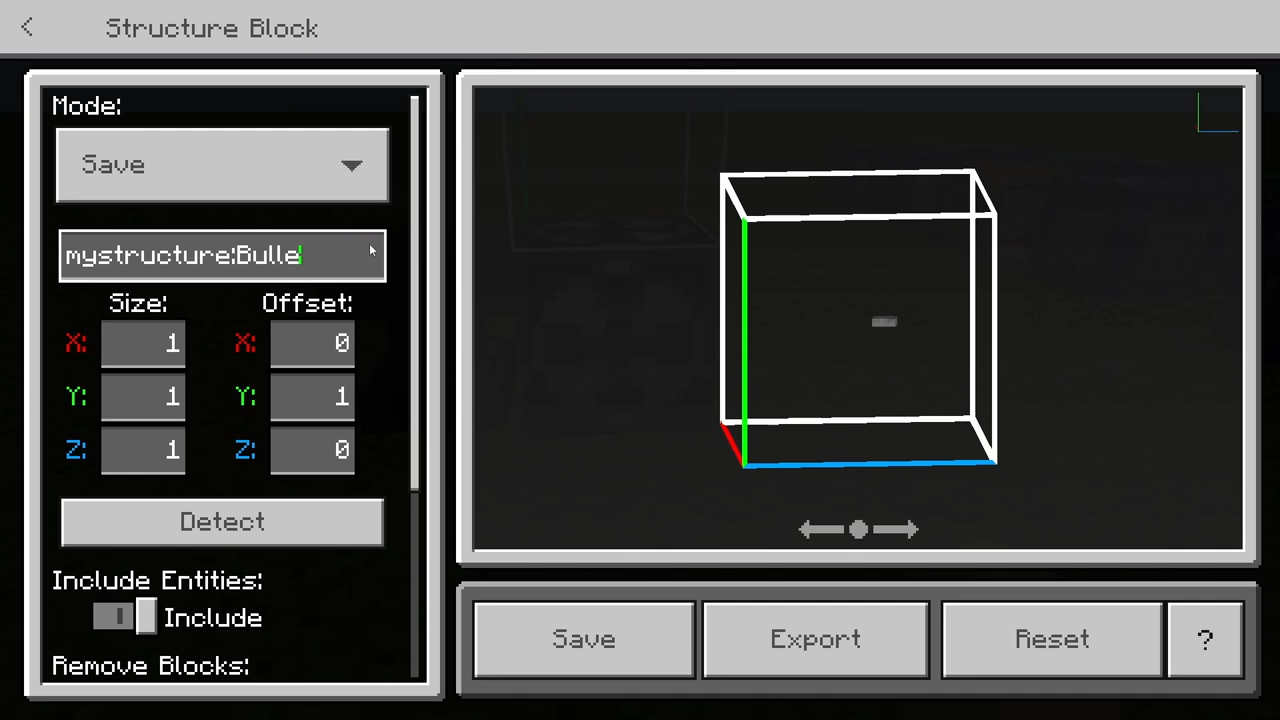 Structure Block
Mode:
Save
mystructure:Bulle
Size: Offset:
X: 1 X: 0
Y: 1 Y: 1
Z: 1 Z: 0
Detect
Include Entities:
Include
Remove Blocks:
Save Export Reset ?